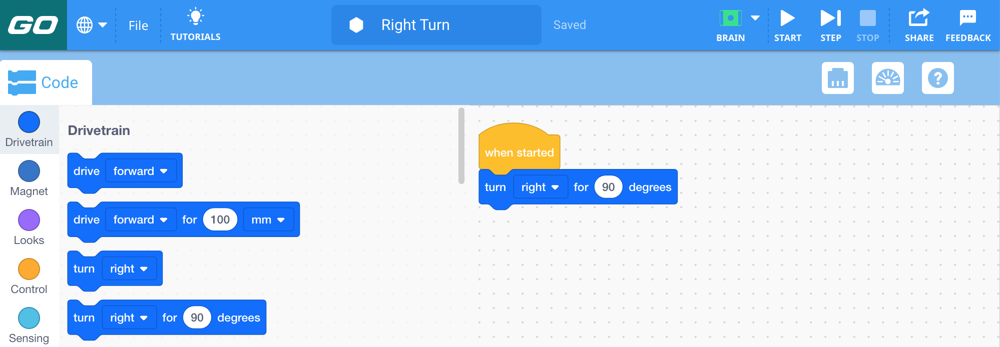 GO
File
TUTORIALS
Right Turn
Saved
BRAIN
START
STEP
STOP
SHARE
FEEDBACK
Code
?
Drivetrain
Magnet
Looks
Control
Sensing
Drivetrain
drive forward
drive forward for 100 mm
turn right
turn right for 90 degrees
when started
turn right for 90 degrees